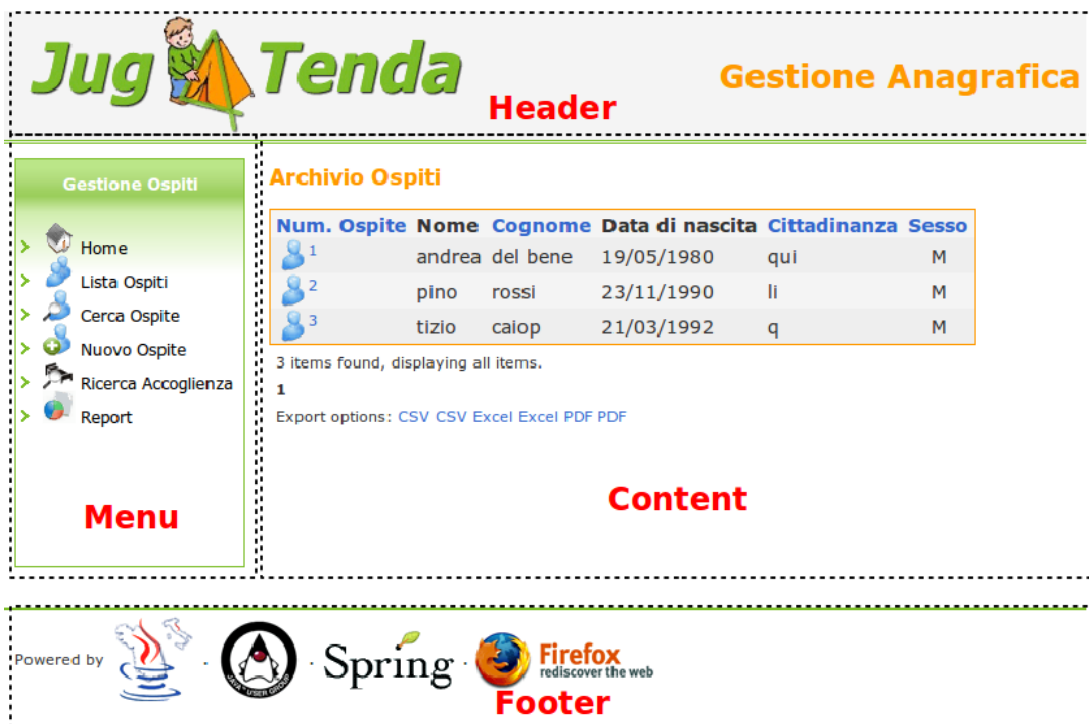 Jug Tenda
Gestione Anagrafica
Header
Gestione Ospiti
Home
Lista Ospiti
Cerca Ospite
Nuovo Ospite
Ricerca Accoglienza
Report
Menu
Archivio Ospiti
Num. Ospite Nome Cognome Data di nascita Cittadinanza Sesso
1 andrea del bene 19/05/1980 qui M
2 pino rossi 23/11/1990 li M
3 tizio caiop 21/03/1992 q M
3 items found, displaying all items.
1
Export options: CSV CSV Excel Excel PDF PDF
Content
Powered by
JAVA USER GROUP
Spring
Firefox
rediscover the web
Footer